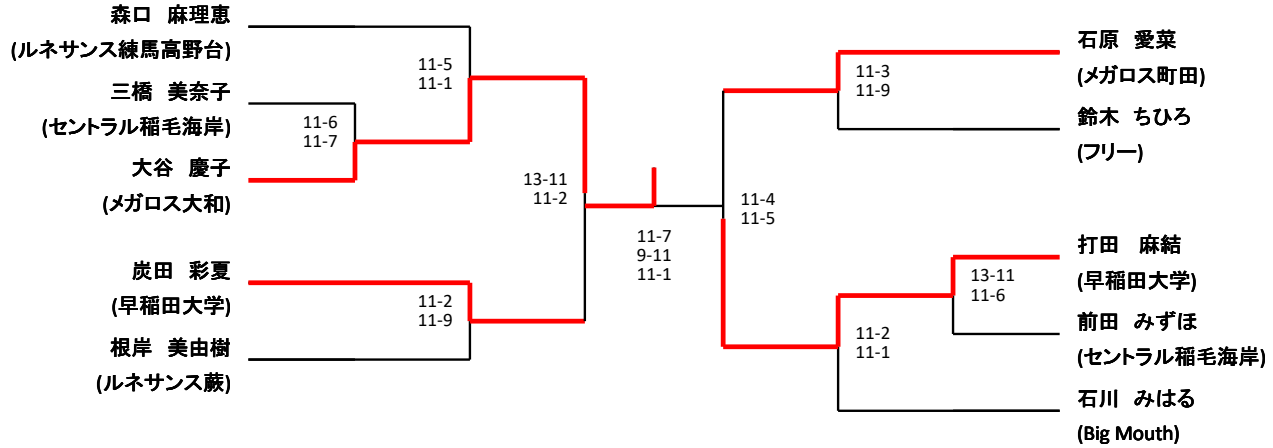 森口 麻理恵
(ルネサンス練馬高野台)
三橋 美奈子
(セントラル稲毛海岸)
大谷 慶子
(メガロス大和)
炭田 彩夏
(早稲田大学)
根岸 美由樹
(ルネサンス蕨)
11-5
11-1
11-6
11-7
13-11
11-2
11-2
11-9
11-7
9-11
11-1
11-4
11-5
11-3
11-9
13-11
11-6
11-2
11-1
石原 愛菜
(メガロス町田)
鈴木 ちひろ
(フリー)
打田 麻結
(早稲田大学)
前田 みずほ
(セントラル稲毛海岸)
石川 みはる
(Big Mouth)